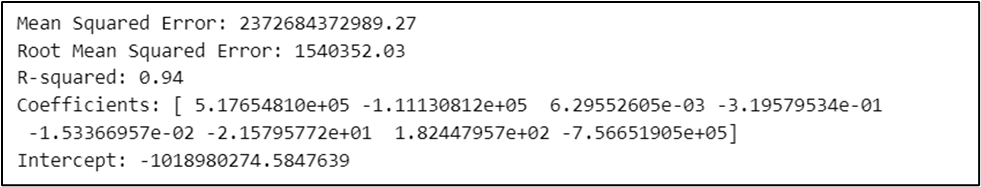 Mean Squared Error: 2372684372989.27
Root Mean Squared Error: 1540352.03
R-squared: 0.94
Coefficients: [ 5.17654810e+05 -1.11130812e+05  6.29552605e-03 -3.19579534e-01
 -1.53366957e-02 -2.15795772e+01  1.82447957e+02 -7.56651905e+05]
Intercept: -1018980274.5847639